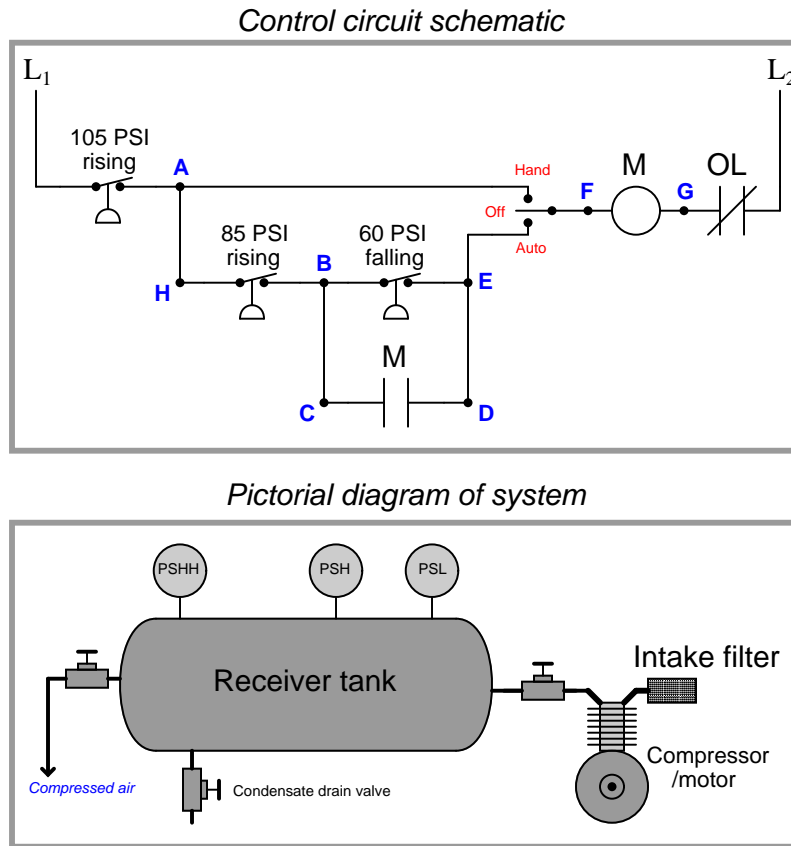 Control circuit schematic
L1 L2
105 PSI
rising
A
Hand
M
OL
F
G
Off
85 PSI
rising
60 PSI
falling
Auto
B
H
E
M
C
D
Pictorial diagram of system
PSHH
PSH
PSL
Intake filter
Receiver tank
Compressor
/motor
Compressed air
Condensate drain valve